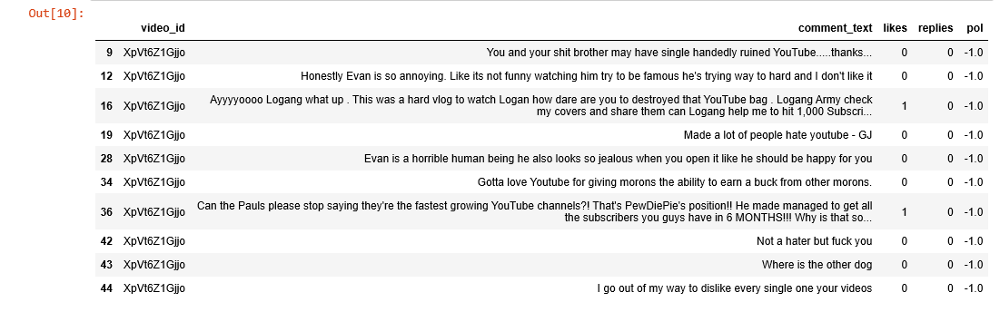 Out[10]:
video_id comment_text likes replies pol
9 XpVt6Z1Gjjo You and your shit brother may have single handedly ruined YouTube.....thanks... 0 0 -1.0
12 XpVt6Z1Gjjo Honestly Evan is so annoying. Like its not funny watching him try to be famous he's trying way to hard and I don't like it 0 0 -1.0
16 XpVt6Z1Gjjo Ayyyyoooo Logang what up . This was a hard vlog to watch Logan how dare are you to destroyed that YouTube bag . Logang Army check
my covers and share them can Logang help me to hit 1,000 Subscri... 1 0 -1.0
19 XpVt6Z1Gjjo Made a lot of people hate youtube - GJ 0 0 -1.0
28 XpVt6Z1Gjjo Evan is a horrible human being he also looks so jealous when you open it like he should be happy for you 0 0 -1.0
34 XpVt6Z1Gjjo Gotta love Youtube for giving morons the ability to earn a buck from other morons. 0 0 -1.0
36 XpVt6Z1Gjjo Can the Pauls please stop saying they're the fastest growing YouTube channels?! That's PewDiePie's position!! He made managed to get all
the subscribers you guys have in 6 MONTHS!!! Why is that so... 1 0 -1.0
42 XpVt6Z1Gjjo Not a hater but fuck you 0 0 -1.0
43 XpVt6Z1Gjjo Where is the other dog 0 0 -1.0
44 XpVt6Z1Gjjo I go out of my way to dislike every single one your videos 0 0 -1.0